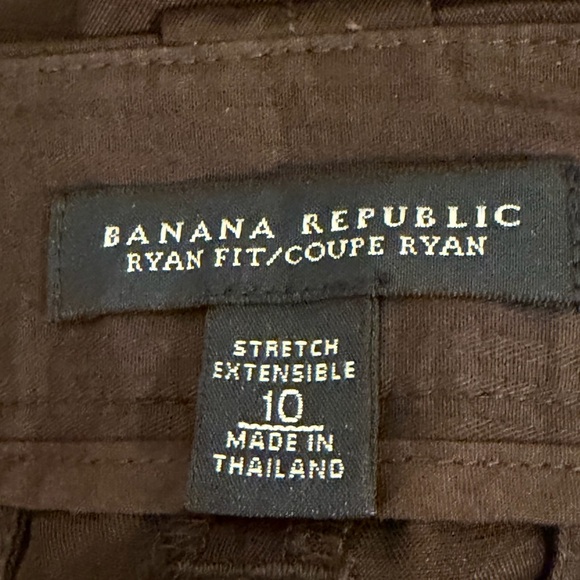 BANANA REPUBLIC
RYAN FIT/COUPE RYAN
STRETCH
EXTENSIBLE
10
MADE IN
THAILAND